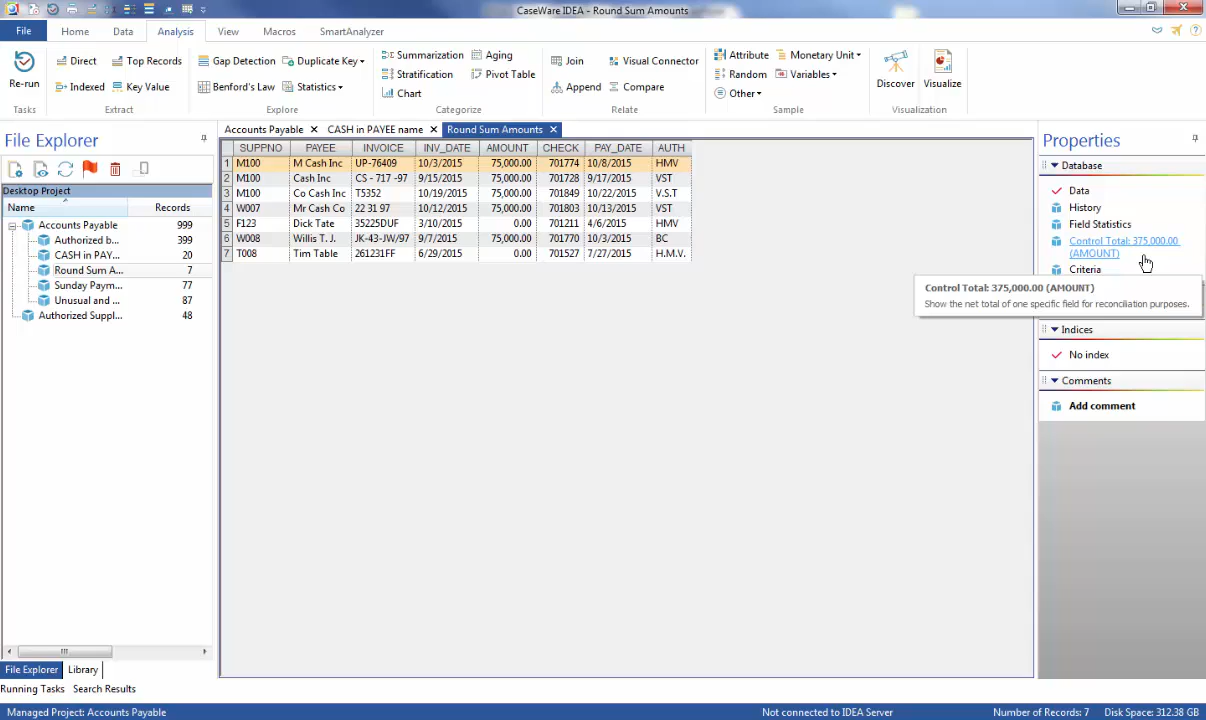 CaseWare IDEA - Round Sum Amounts
File Home Data Analysis View Macros SmartAnalyzer
Re-run
Tasks
Direct Top Records
Indexed Key Value
Extract
Gap Detection Duplicate Key
Benford's Law Statistics
Explore
Summarization Aging
Stratification Pivot Table
Chart
Categorize
Join Visual Connector
Append Compare
Relate
Attribute Monetary Unit
Random Variables
Other
Sample
Discover Visualize
Visualization
File Explorer
Desktop Project
Name Records
Accounts Payable 999
Authorized b... 399
CASH in PAY... 20
Round Sum A... 7
Sunday Paym... 77
Unusual and ... 87
Authorized Suppl... 48
File Explorer Library
Accounts Payable CASH in PAYEE name Round Sum Amounts
SUPPNO PAYEE INVOICE INV_DATE AMOUNT CHECK PAY_DATE AUTH
1 M100 M Cash Inc UP-76409 10/3/2015 75,000.00 701774 10/8/2015 HMV
2 M100 Cash Inc CS - 717 -97 9/15/2015 75,000.00 701728 9/17/2015 VST
3 M100 Co Cash Inc T5352 10/19/2015 75,000.00 701849 10/22/2015 V.S.T
4 W007 Mr Cash Co 22 31 97 10/12/2015 75,000.00 701803 10/13/2015 VST
5 F123 Dick Tate 35225DUF 3/10/2015 0.00 701211 4/6/2015 HMV
6 W008 Willis T. J. JK-43-JW/97 9/7/2015 75,000.00 701770 10/3/2015 BC
7 T008 Tim Table 261231FF 6/29/2015 0.00 701527 7/27/2015 H.M.V.
Properties
Database
Data
History
Field Statistics
Control Total: 375,000.00
(AMOUNT)
Criteria
Control Total: 375,000.00 (AMOUNT)
Show the net total of one specific field for reconciliation purposes.
Indices
No index
Comments
Add comment
Running Tasks Search Results
Managed Project: Accounts Payable Not connected to IDEA Server Number of Records: 7 Disk Space: 312.38 GB